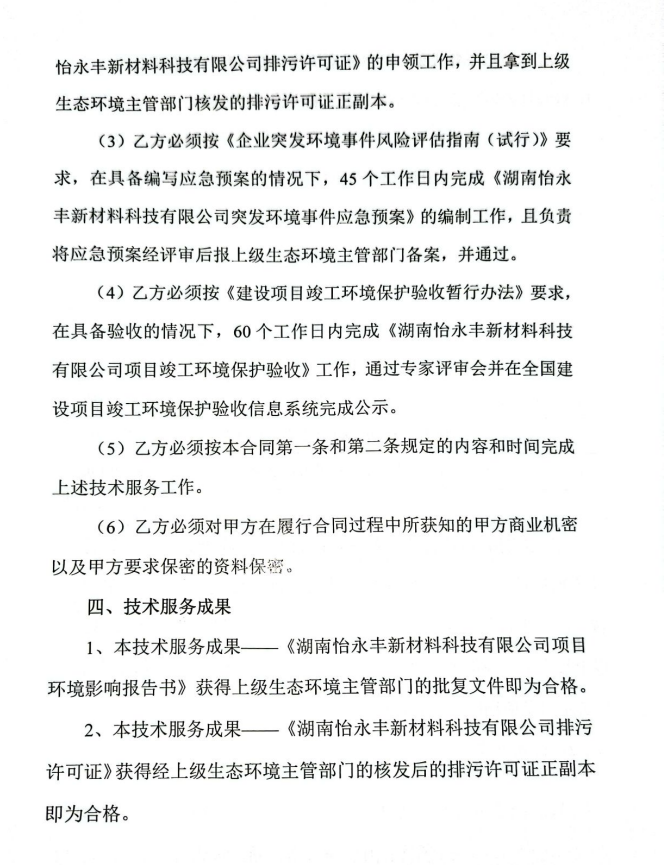 怡永丰新材料科技有限公司排污许可证》的申领工作，并且拿到上级
生态环境主管部门核发的排污许可证正副本。
（3）乙方必须按《企业突发环境事件风险评估指南（试行）》要
求，在具备编写应急预案的情况下，45 个工作日内完成《湖南怡永
丰新材料科技有限公司突发环境事件应急预案》的编制工作，且负责
将应急预案经评审后报上级生态环境主管部门备案，并通过。
（4）乙方必须按《建设项目竣工环境保护验收暂行办法》要求，
在具备验收的情况下，60 个工作日内完成《湖南怡永丰新材料科技
有限公司项目竣工环境保护验收》工作，通过专家评审会并在全国建
设项目竣工环境保护验收信息系统完成公示。
（5）乙方必须按本合同第一条和第二条规定的内容和时间完成
上述技术服务工作。
（6）乙方必须对甲方在履行合同过程中所获知的甲方商业机密
以及甲方要求保密的资料保密。
四、技术服务成果
1、本技术服务成果——《湖南怡永丰新材料科技有限公司项目
环境影响报告书》获得上级生态环境主管部门的批复文件即为合格。
2、本技术服务成果——《湖南怡永丰新材料科技有限公司排污
许可证》获得经上级生态环境主管部门的核发后的排污许可证正副本
即为合格。